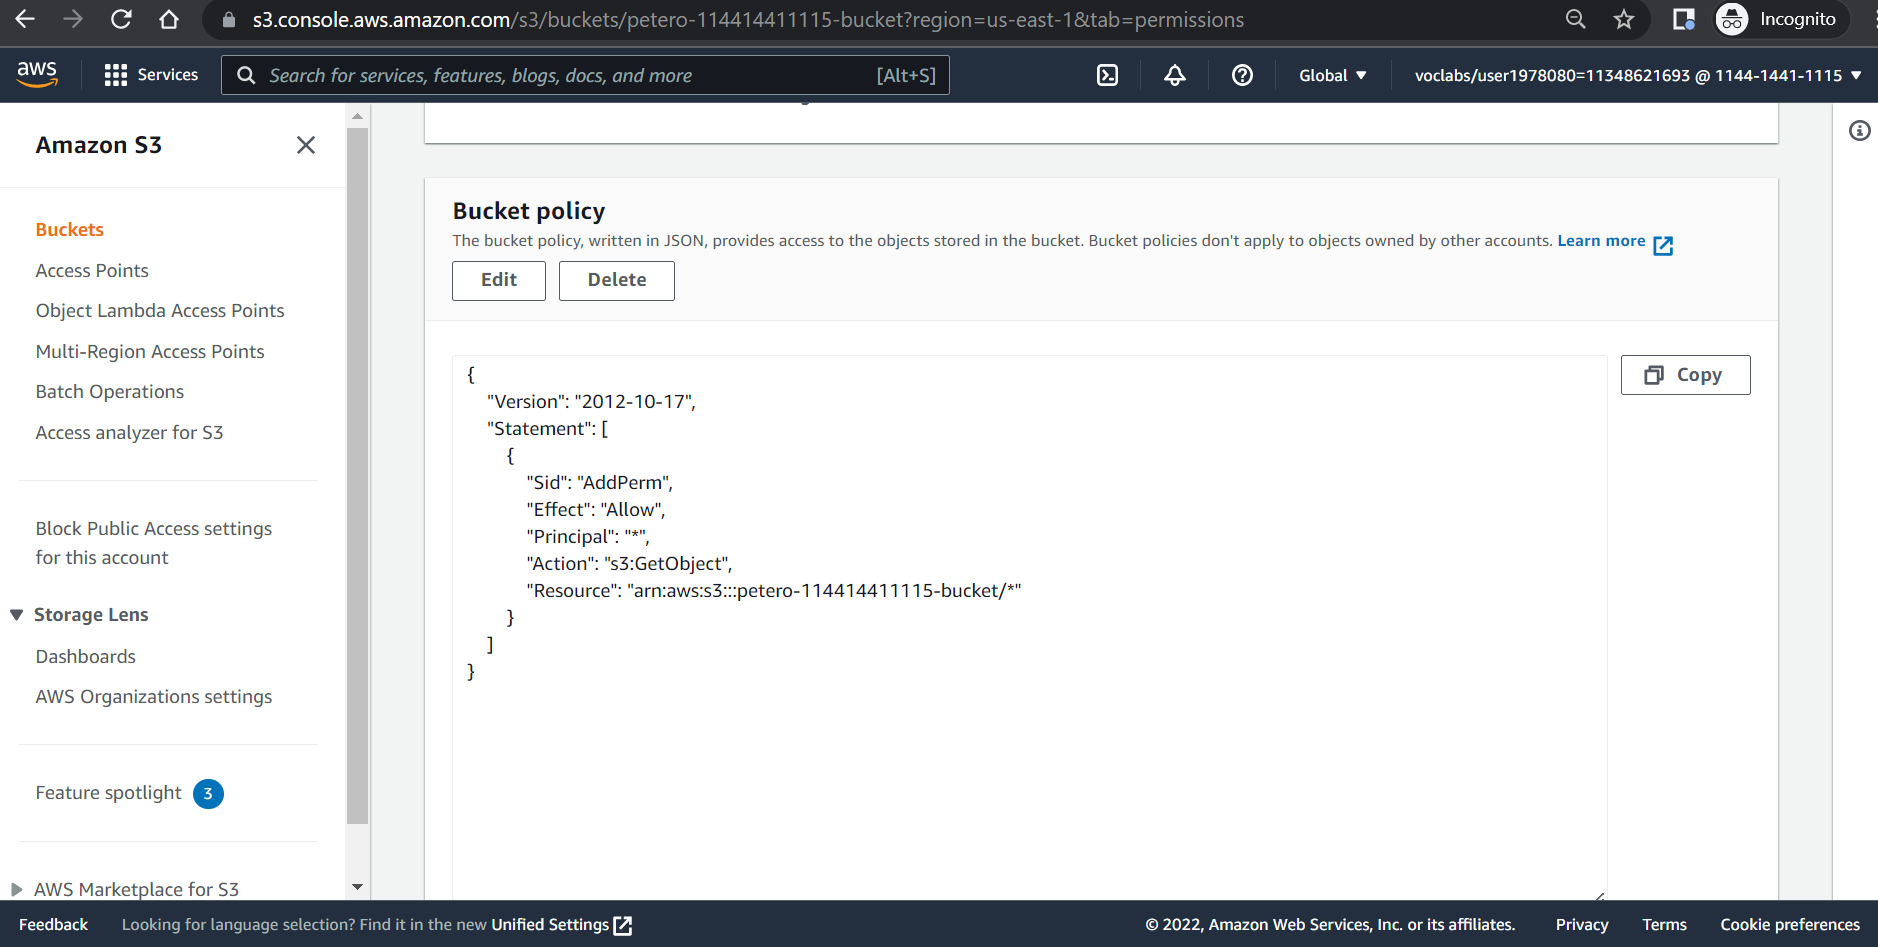 s3.console.aws.amazon.com/s3/buckets/petero-114414411115-bucket?region=us-east-1&tab=permissions
Incognito
aws
Services
Search for services, features, blogs, docs, and more
[Alt+S]
Global
voclabs/user1978080=11348621693 @ 1144-1441-1115
Amazon S3
Buckets
Access Points
Object Lambda Access Points
Multi-Region Access Points
Batch Operations
Access analyzer for S3
Block Public Access settings
for this account
Storage Lens
Dashboards
AWS Organizations settings
Feature spotlight 3
AWS Marketplace for S3
Bucket policy
The bucket policy, written in JSON, provides access to the objects stored in the bucket. Bucket policies don't apply to objects owned by other accounts. Learn more
Edit
Delete
Copy
{
"Version": "2012-10-17",
"Statement": [
{
"Sid": "AddPerm",
"Effect": "Allow",
"Principal": "*",
"Action": "s3:GetObject",
"Resource": "arn:aws:s3:::petero-114414411115-bucket/*"
}
]
}
Feedback
Looking for language selection? Find it in the new Unified Settings
© 2022, Amazon Web Services, Inc. or its affiliates.
Privacy
Terms
Cookie preferences